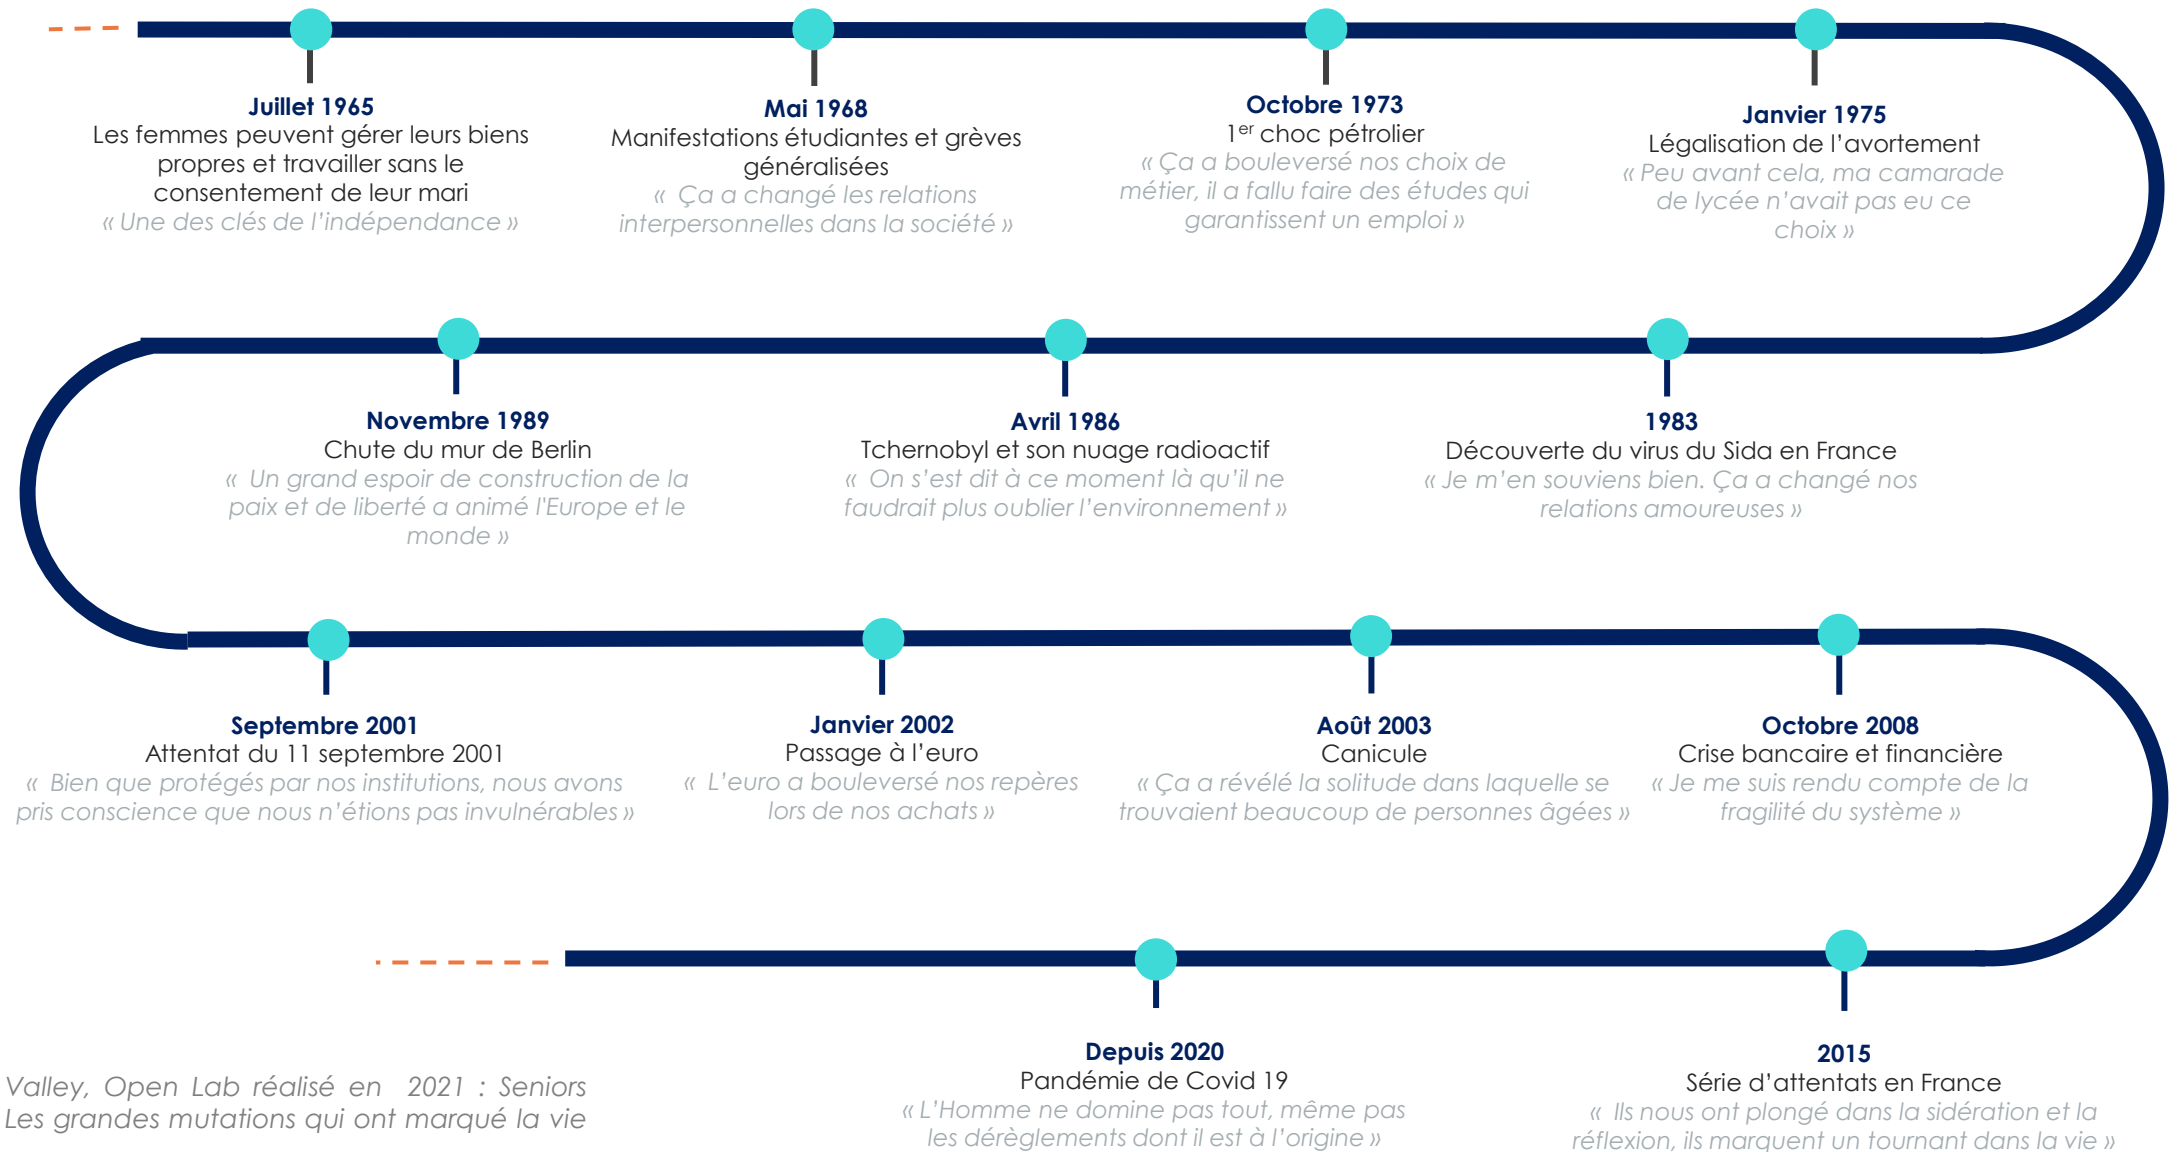 Juillet 1965
Les femmes peuvent gérer leurs biens
propres et travailler sans le
consentement de leur mari
« Une des clés de l’indépendance »
Mai 1968
Manifestations étudiantes et grèves
généralisées
« Ça a changé les relations
interpersonnelles dans la société »
Octobre 1973
1er choc pétrolier
« Ça a bouleversé nos choix de
métier, il a fallu faire des études qui
garantissent un emploi »
Janvier 1975
Légalisation de l’avortement
« Peu avant cela, ma camarade
de lycée n’avait pas eu ce
choix »
Novembre 1989
Chute du mur de Berlin
« Un grand espoir de construction de la
paix et de liberté a animé l'Europe et le
monde »
Avril 1986
Tchernobyl et son nuage radioactif
« On s’est dit à ce moment là qu’il ne
faudrait plus oublier l’environnement »
1983
Découverte du virus du Sida en France
« Je m’en souviens bien. Ça a changé nos
relations amoureuses »
Septembre 2001
Attentat du 11 septembre 2001
« Bien que protégés par nos institutions, nous avons
pris conscience que nous n’étions pas invulnérables »
Janvier 2002
Passage à l’euro
« L’euro a bouleversé nos repères
lors de nos achats »
Août 2003
Canicule
« Ça a révélé la solitude dans laquelle se
trouvaient beaucoup de personnes âgées »
Octobre 2008
Crise bancaire et financière
« Je me suis rendu compte de la
fragilité du système »
Depuis 2020
Pandémie de Covid 19
« L’Homme ne domine pas tout, même pas
les dérèglements dont il est à l’origine »
2015
Série d’attentats en France
« Ils nous ont plongé dans la sidération et la
réflexion, ils marquent un tournant dans la vie »
Valley, Open Lab réalisé en 2021 : Seniors
Les grandes mutations qui ont marqué la vie